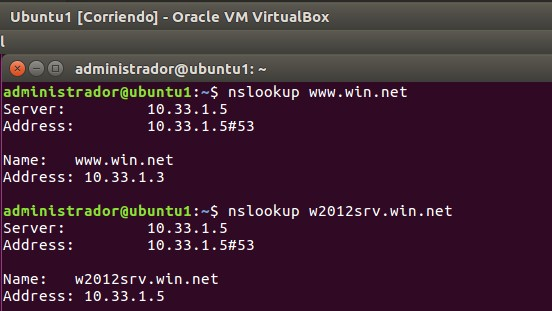 Ubuntu1 [Corriendo] - Oracle VM VirtualBox
l
administrador@ubuntu1: ~
administrador@ubuntu1:~$ nslookup www.win.net
Server: 10.33.1.5
Address: 10.33.1.5#53
Name: www.win.net
Address: 10.33.1.3
administrador@ubuntu1:~$ nslookup w2012srv.win.net
Server: 10.33.1.5
Address: 10.33.1.5#53
Name: w2012srv.win.net
Address: 10.33.1.5